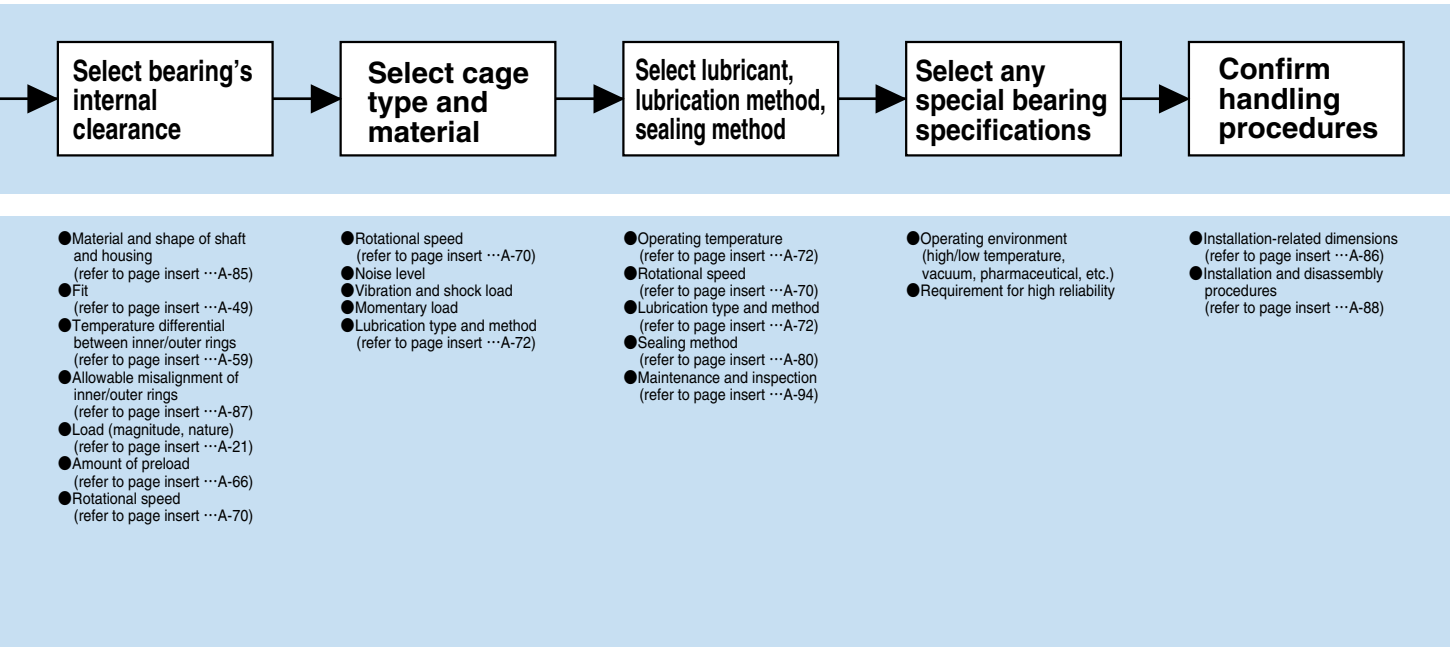 Select bearing's
internal
clearance
Select cage
type and
material
Select lubricant,
lubrication method,
sealing method
Select any
special bearing
specifications
Confirm
handling
procedures
●Material and shape of shaft
and housing
(refer to page insert …A-85)
●Fit
(refer to page insert …A-49)
●Temperature differential
between inner/outer rings
(refer to page insert …A-59)
●Allowable misalignment of
inner/outer rings
(refer to page insert …A-87)
●Load (magnitude, nature)
(refer to page insert …A-21)
●Amount of preload
(refer to page insert …A-66)
●Rotational speed
(refer to page insert …A-70)
●Rotational speed
(refer to page insert …A-70)
●Noise level
●Vibration and shock load
●Momentary load
●Lubrication type and method
(refer to page insert …A-72)
●Operating temperature
(refer to page insert …A-72)
●Rotational speed
(refer to page insert …A-70)
●Lubrication type and method
(refer to page insert …A-72)
●Sealing method
(refer to page insert …A-80)
●Maintenance and inspection
(refer to page insert …A-94)
●Operating environment
(high/low temperature,
vacuum, pharmaceutical, etc.)
●Requirement for high reliability
●Installation-related dimensions
(refer to page insert …A-86)
●Installation and disassembly
procedures
(refer to page insert …A-88)